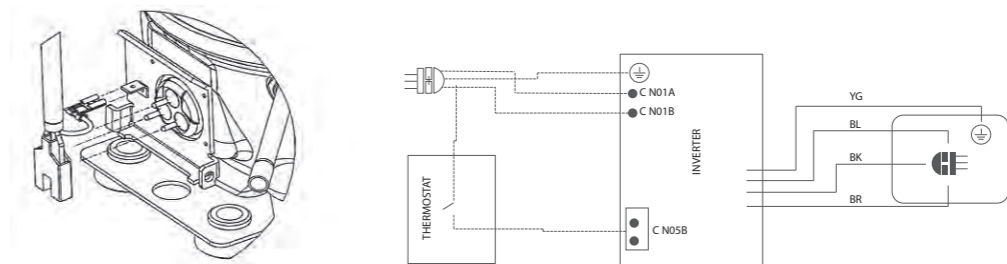 C N01A
C N01B
THERMOSTAT
C N05B
INVERTER
YG
BL
BK
BR